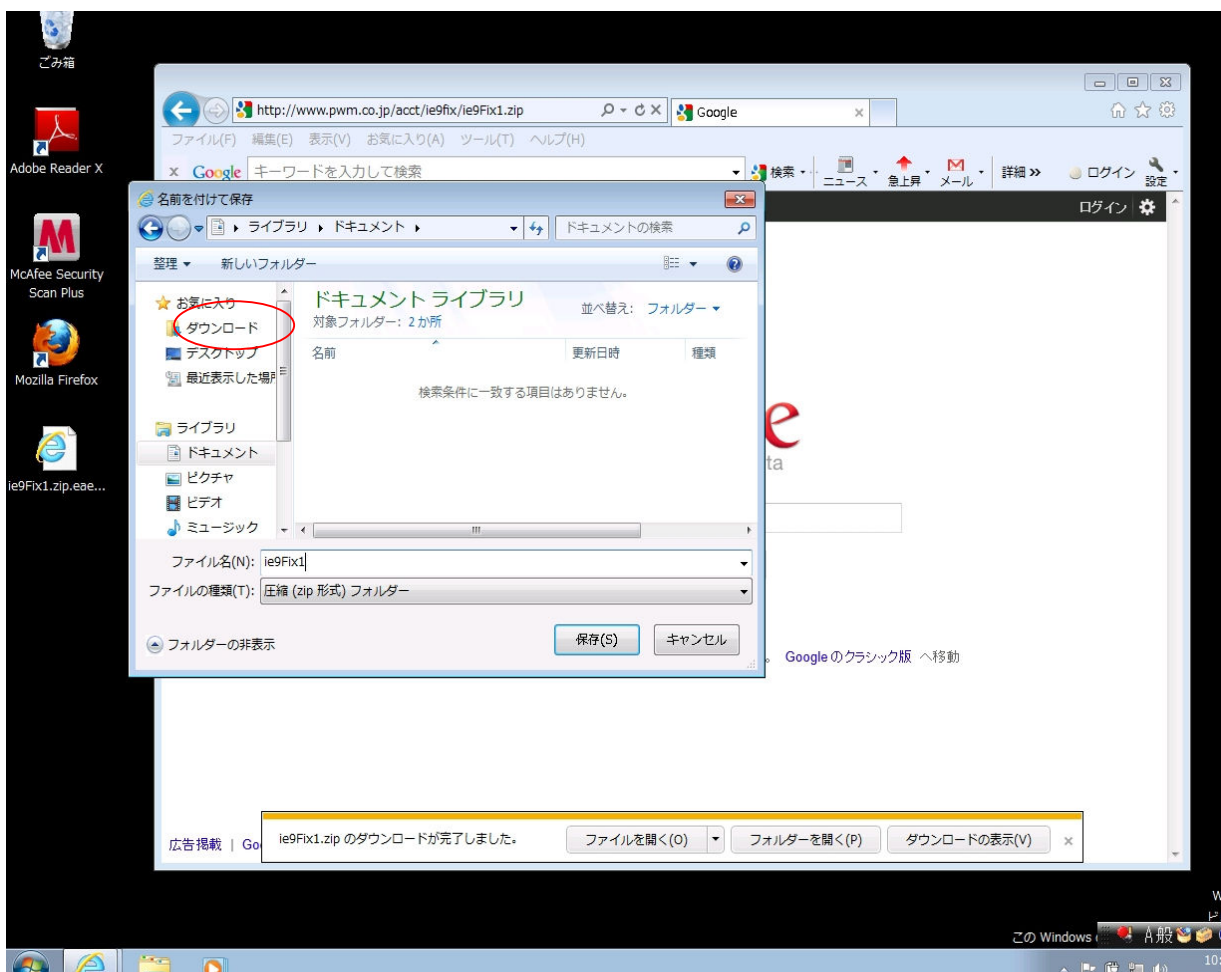 ごみ箱
Adobe Reader X
McAfee Security
Scan Plus
Mozilla Firefox
ie9Fix1.zip.eae...
http://www.pwm.co.jp/acct/ie9fix/ie9Fix1.zip
Google
ファイル(F) 編集(E) 表示(V) お気に入り(A) ツール(T) ヘルプ(H)
x Google キーワードを入力して検索 検索 ニュース 急上昇 メール 詳細 » ログイン 設定
ログイン
名前を付けて保存
ライブラリ ドキュメント ドキュメントの検索
整理 新しいフォルダー
お気に入り
ダウンロード
デスクトップ
最近表示した場所
ライブラリ
ドキュメント
ピクチャ
ビデオ
ミュージック
ドキュメント ライブラリ
対象フォルダー: 2 か所
並べ替え: フォルダー
名前 更新日時 種類
検索条件に一致する項目はありません。
ファイル名(N): ie9Fix1
ファイルの種類(T): 圧縮 (zip 形式) フォルダー
フォルダーの非表示 保存(S) キャンセル
e
ta
。 Google のクラシック版 へ移動
広告掲載 | Go
ie9Fix1.zip のダウンロードが完了しました。 ファイルを開く(O) フォルダーを開く(P) ダウンロードの表示(V) ×
W
ビ
この Windows
A 般
10: